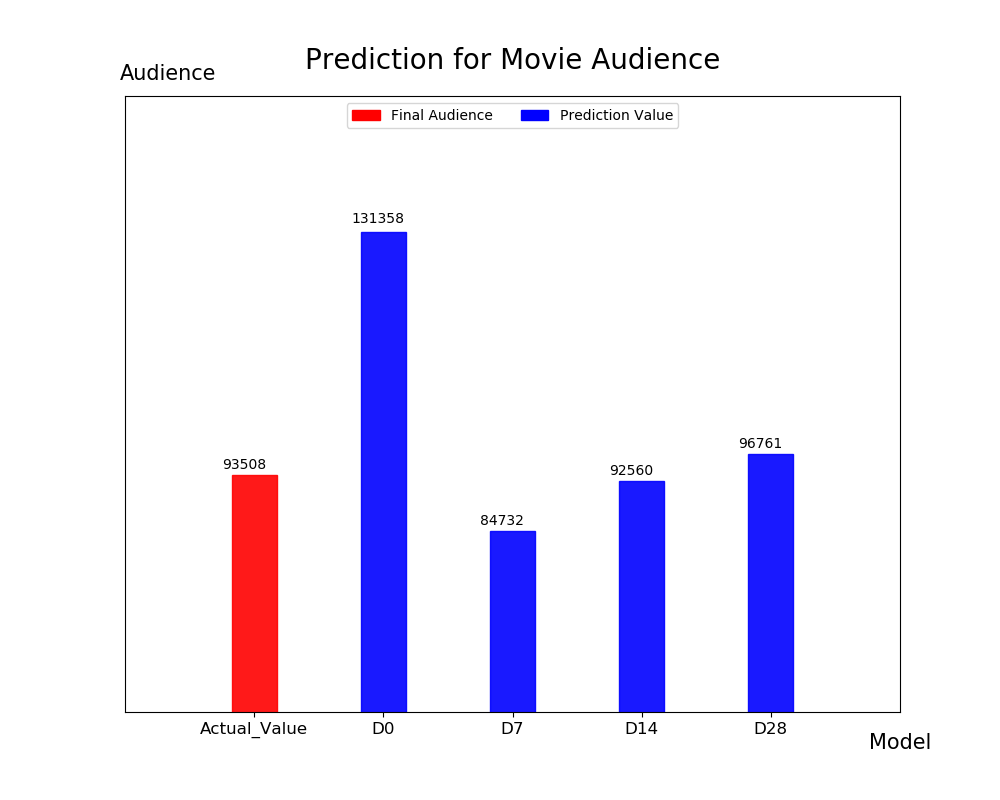 Prediction for Movie Audience
Audience
Final Audience
Prediction Value
131358
93508
84732
92560
96761
Actual_Value
D0
D7
D14
D28
Model